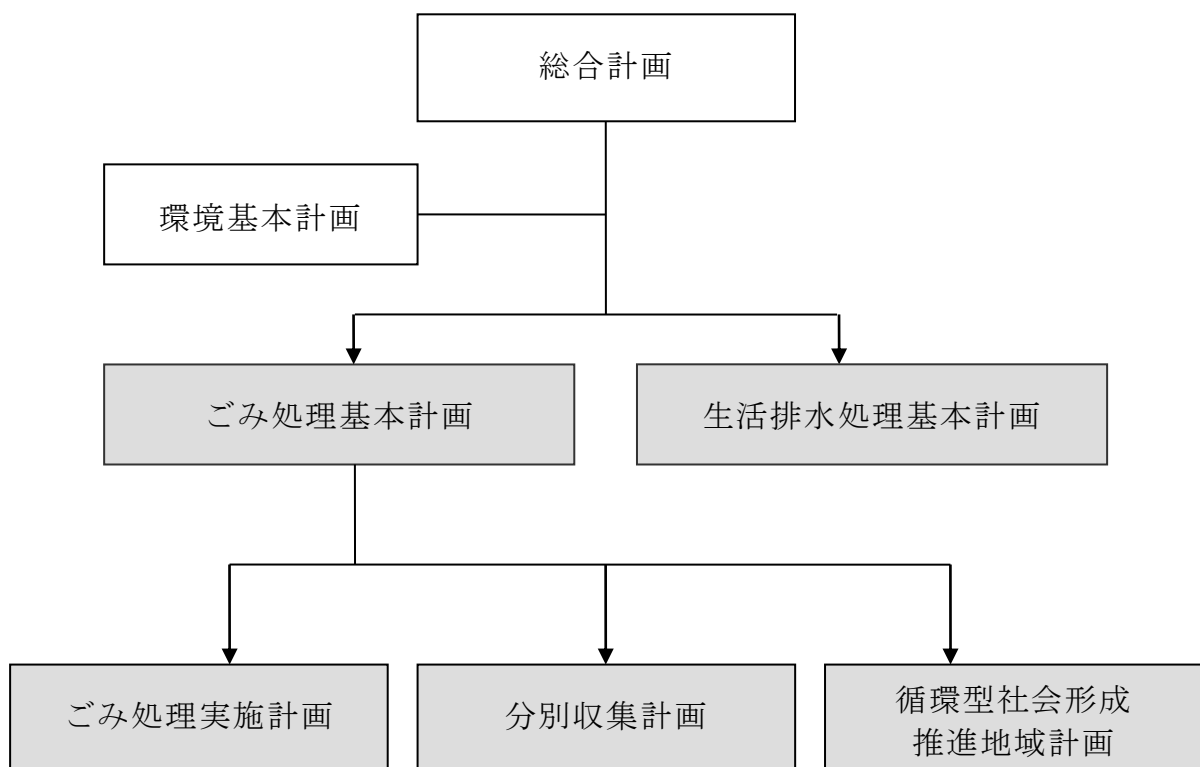 総合計画
環境基本計画
ごみ処理基本計画
生活排水処理基本計画
ごみ処理実施計画
分別収集計画
循環型社会形成
推進地域計画